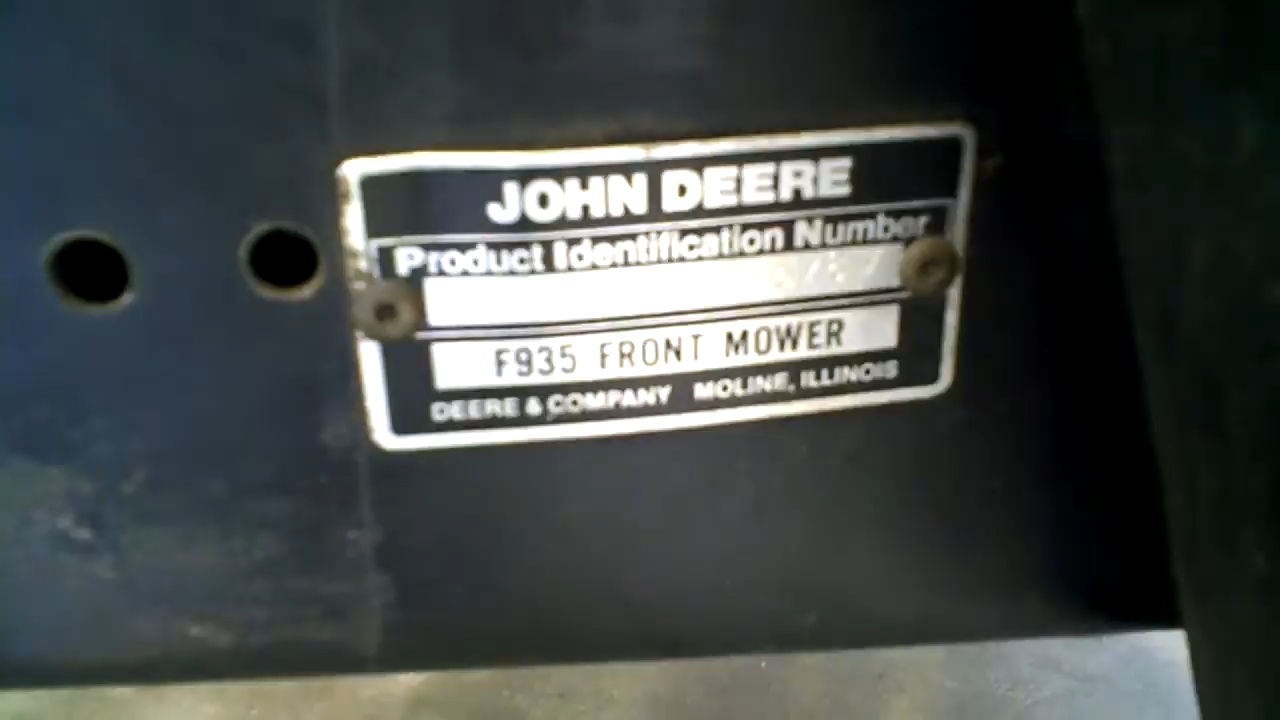 JOHN DEERE
Product Identification Number
F935 FRONT MOWER
DEERE & COMPANY MOLINE, ILLINOIS